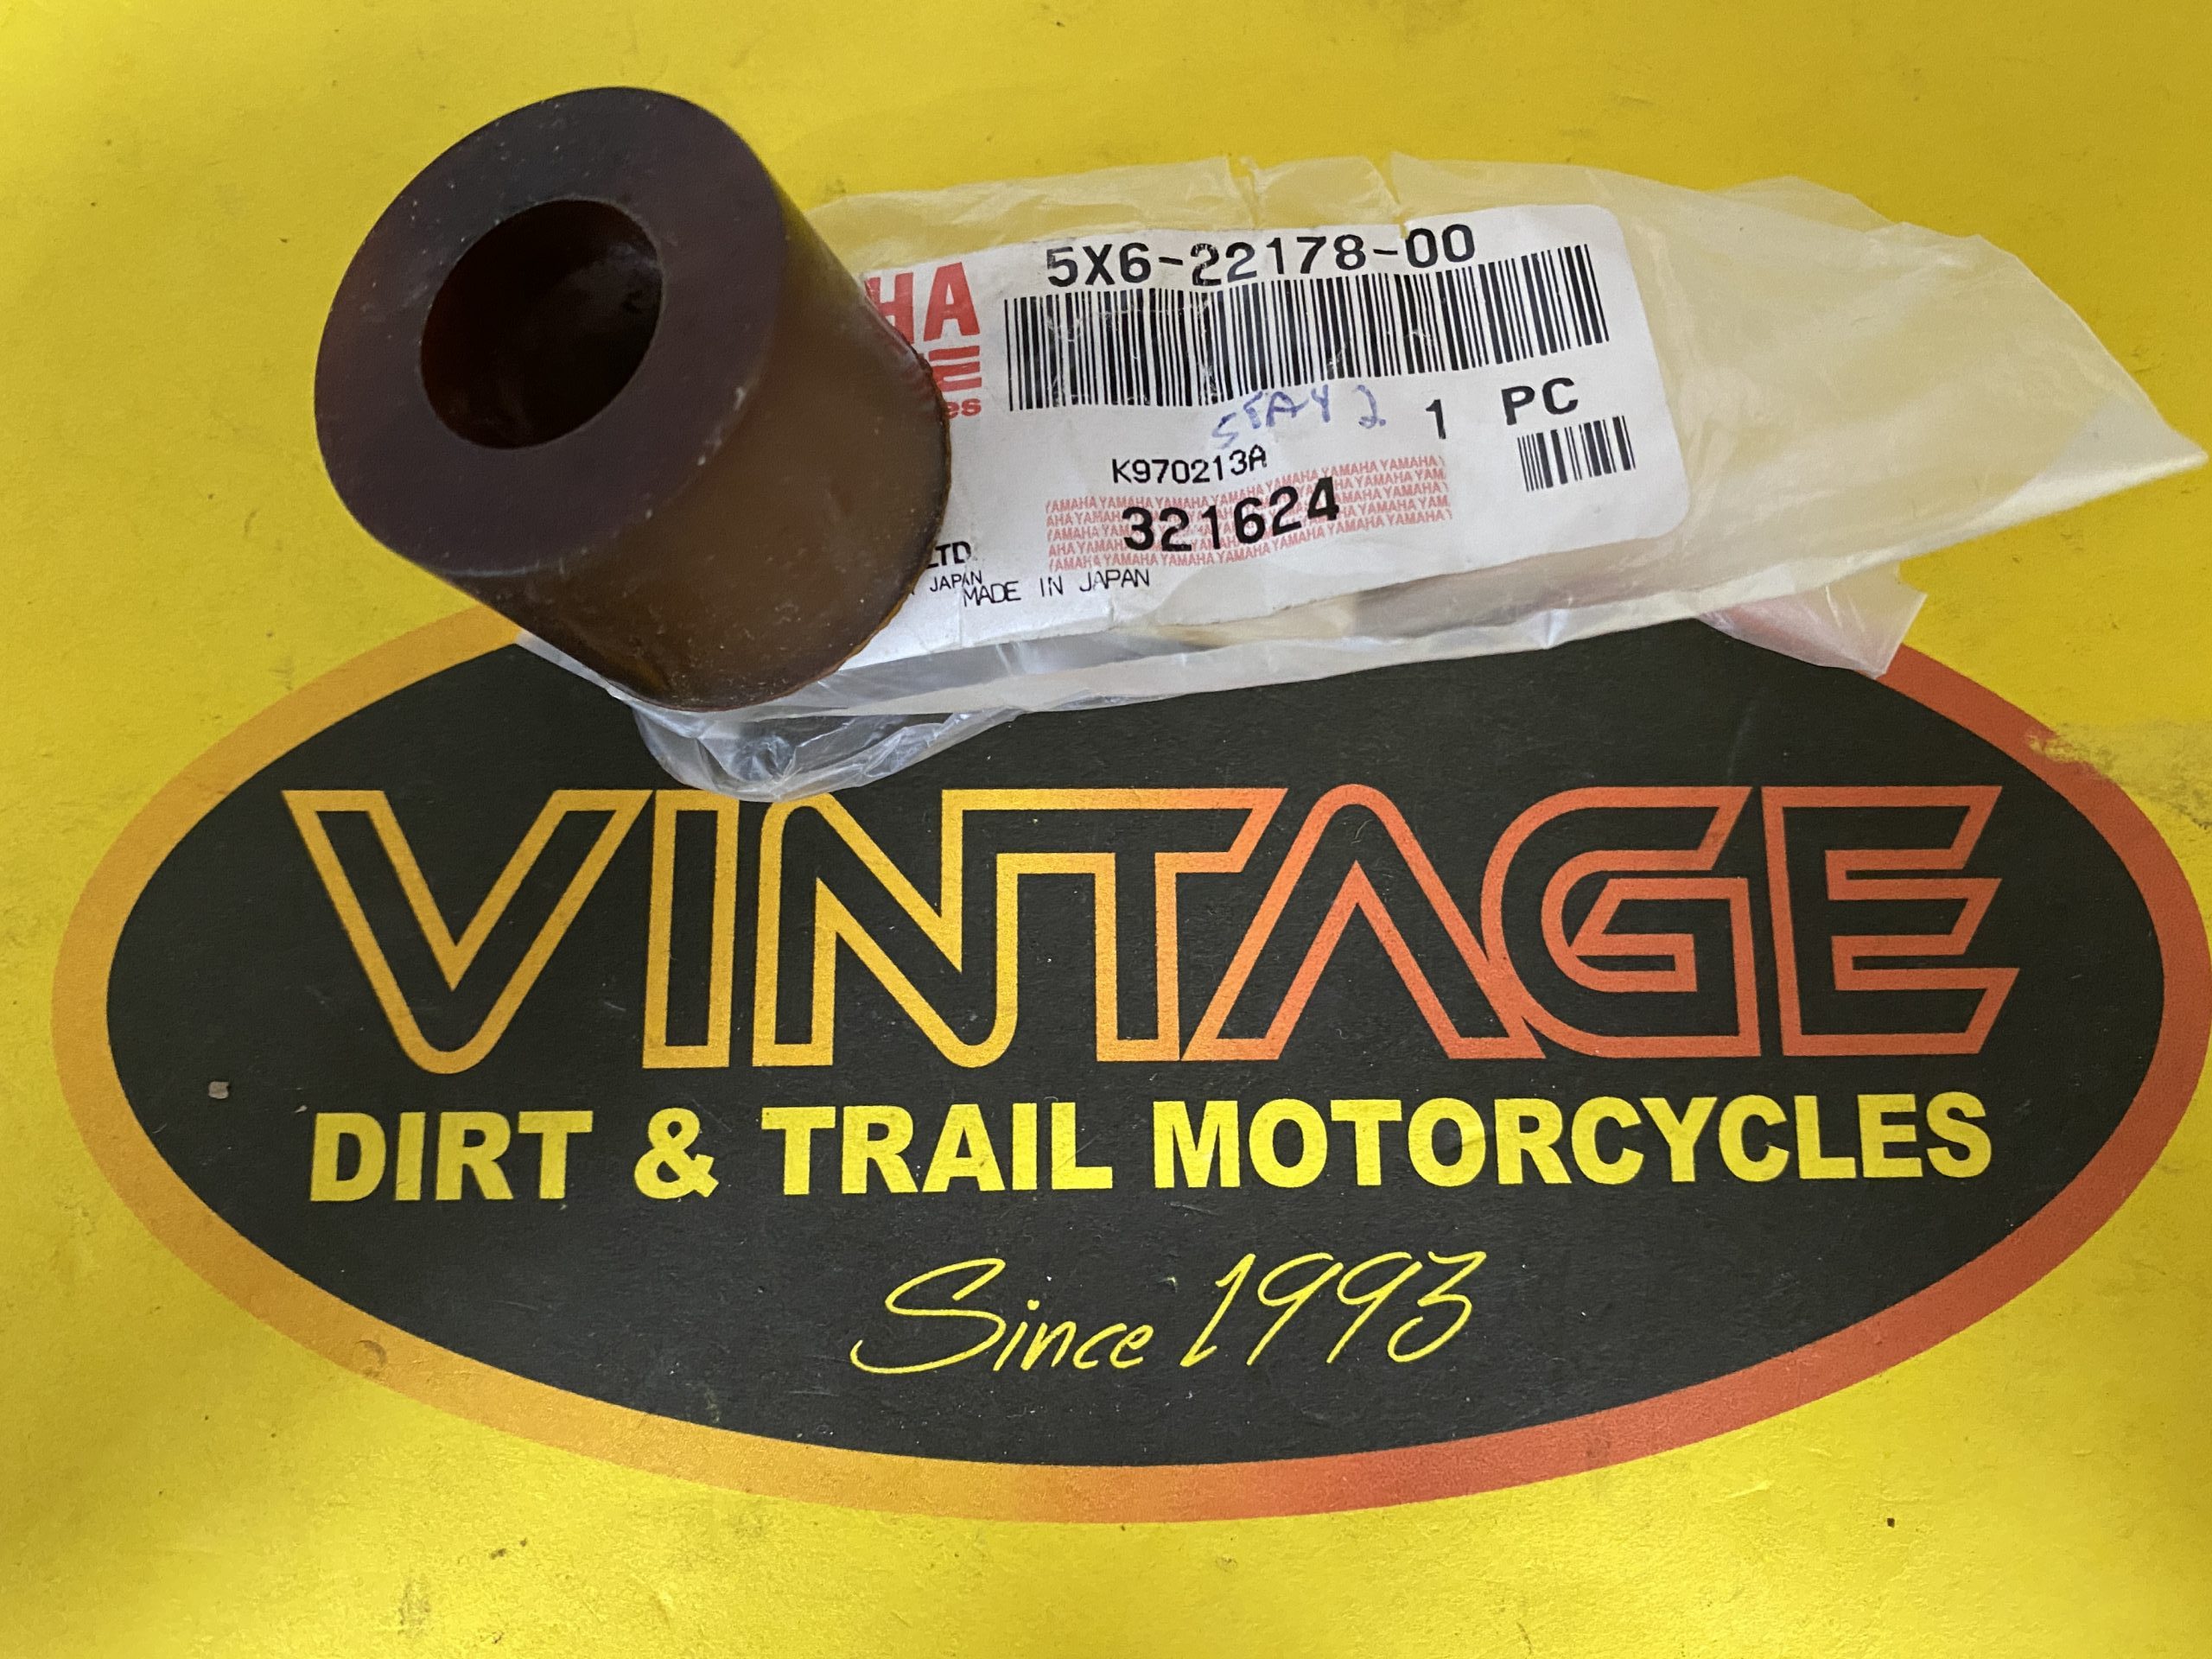 5X6-22178-00
HA
es
STAY 2
1 PC
K970213A
321624
LTD.
JAPAN
MADE IN JAPAN
VINTAGE
DIRT & TRAIL MOTORCYCLES
Since 1993